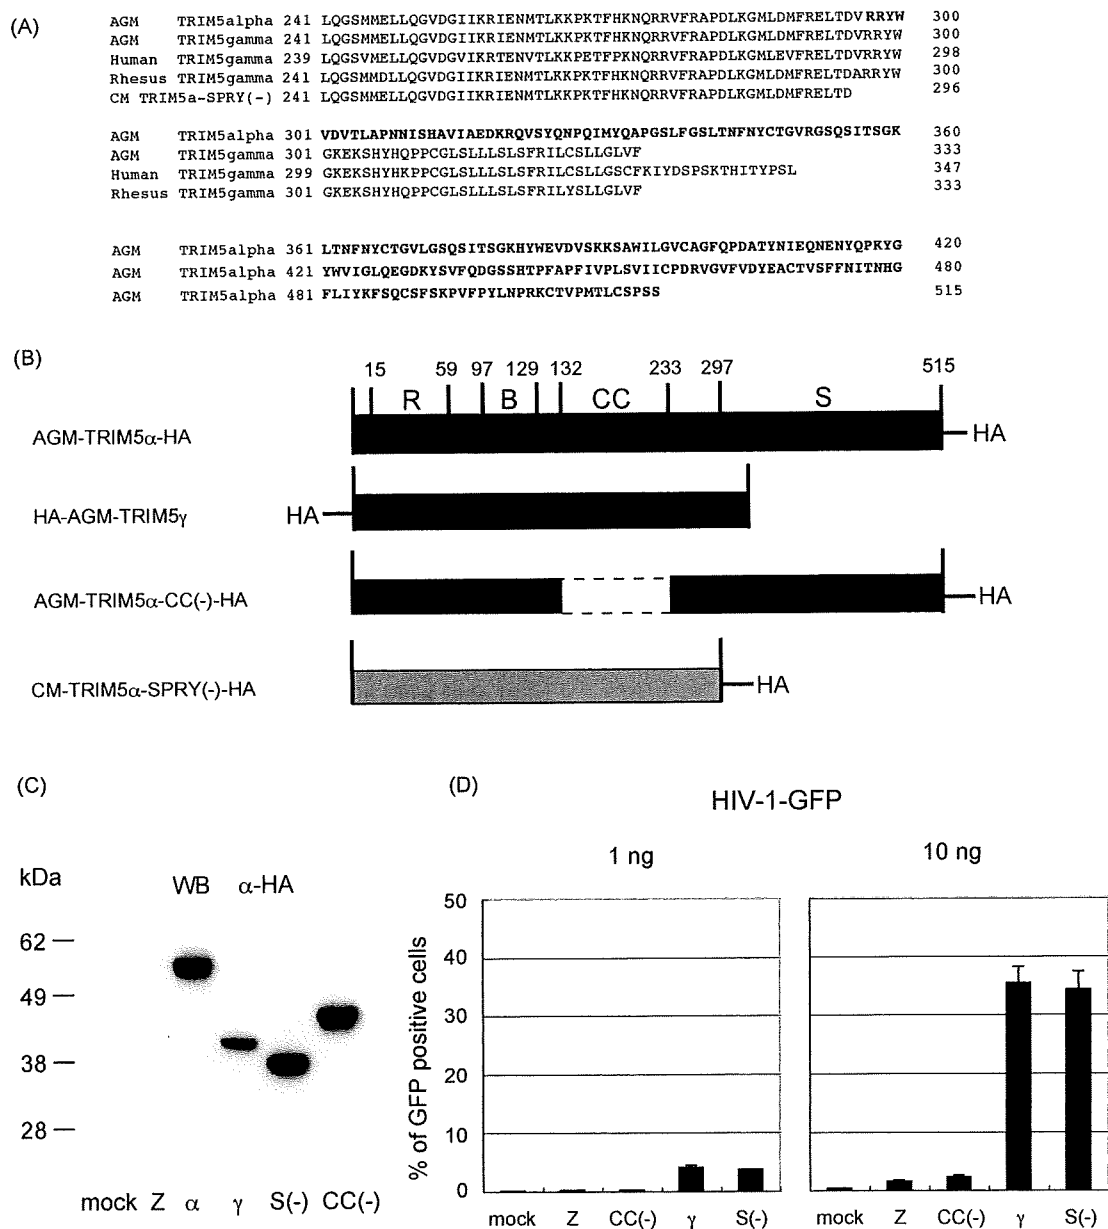 (A)
AGM TRIM5alpha 241 LQGSMMELLQGVDGIIKRIENMTLKKPKTFHKNQRRVFRAPDLKGMLDMFRELTDVRRYW 300
AGM TRIM5gamma 241 LQGSMMELLQGVDGIIKRIENMTLKKPKTFHKNQRRVFRAPDLKGMLDMFRELTDVRRYW 300
Human TRIM5gamma 239 LQGSVMELLQGVDGVIKRTENVTLKKPETFPKNQRRVFRAPDLKGMLEVFRELTDVRRYW 298
Rhesus TRIM5gamma 241 LQGSMMDLLQGVDGVIKRIENMTLKKPETFHKNQRRVFRAPDLKGMLDMFRELTDARRYW 300
CM TRIM5a-SPRY(-) 241 LQGSMMELLQGVDGVIKRIENMTLKKPKTFHKNQRRVFRAPDLKGMLDMFRELTD 296
AGM TRIM5alpha 301 VDVTLAPNNISHAVIAEDKRQVSYQNPQIMYQAPGSLFGSLTNFNYCTGVRGSQSITSGK 360
AGM TRIM5gamma 301 GKEKSHYHQPPCGLSLLLSLSFRILCSLLGLVF 333
Human TRIM5gamma 299 GKEKSHYHKPPCGLSLLLSLSFRILCSLLGSCFKIYDSPSKTHITYPSL 347
Rhesus TRIM5gamma 301 GKEKSHYHQPPCGLSLLLSLSFRILYSLLGLVF 333
AGM TRIM5alpha 361 LTNFNYCTGVLGSQSITSGKHYWEVDVSKKSAWILGVCAGFQPDATYNIEQNENYQPKYG 420
AGM TRIM5alpha 421 YWVIGLQEGDKYSVFQDGSSHTPFAPFIVPLSVIICPDRVGVFVDYEACTVSFFNITNHG 480
AGM TRIM5alpha 481 FLIYKFSQCSFSKPVFPYLNPRKCTVPMTLCSPSS 515
(B)
15 59 97 129 132 233 297 515
R B CC S
AGM-TRIM5α-HA HA
HA-AGM-TRIM5γ HA
AGM-TRIM5α-CC(-)-HA HA
CM-TRIM5α-SPRY(-)-HA HA
(C)
kDa WB α-HA
62
49
38
28
mock Z α γ S(-) CC(-)
(D)
HIV-1-GFP
1 ng 10 ng
% of GFP positive cells
50
40
30
20
10
0
mock Z CC(-) γ S(-) mock Z CC(-) γ S(-)